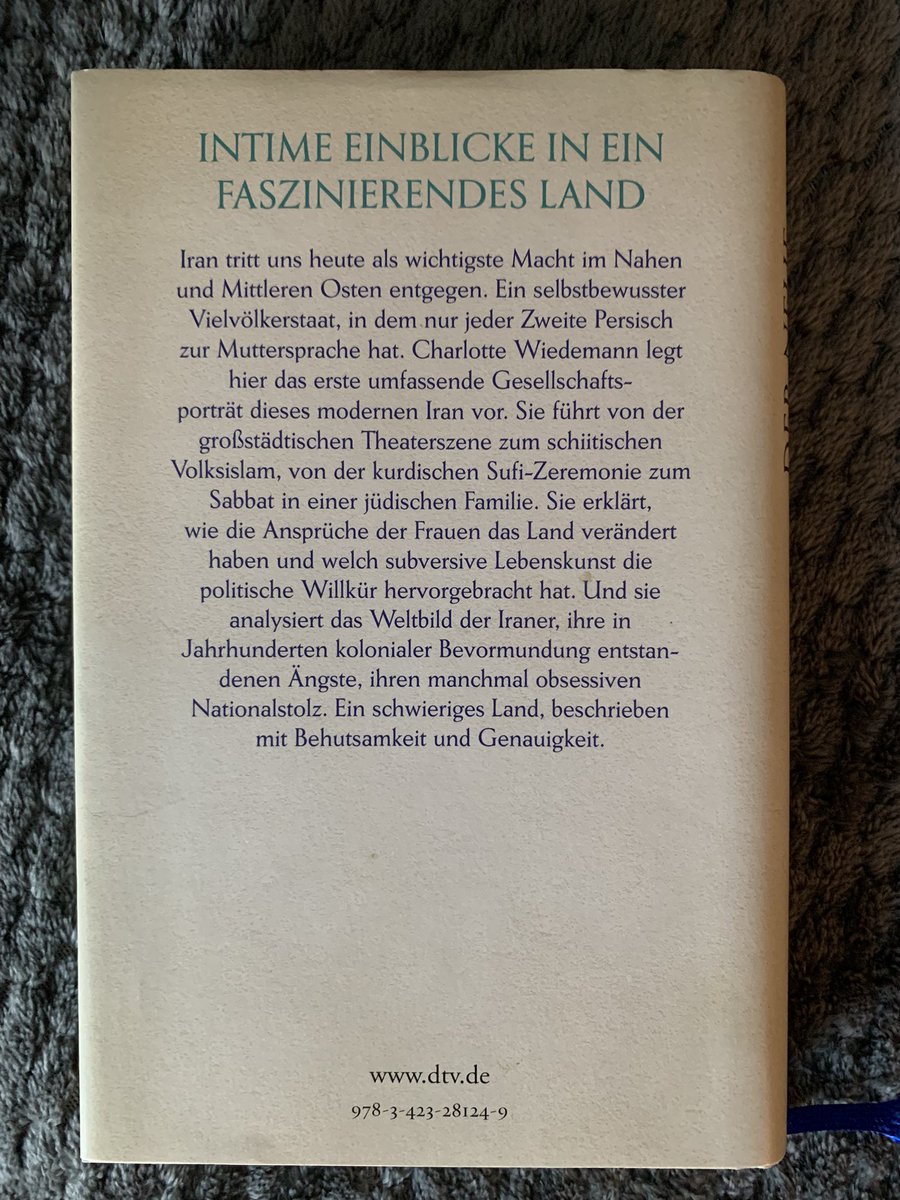 INTIME EINBLICKE IN EIN
FASZINIERENDES LAND
Iran tritt uns heute als wichtigste Macht im Nahen
und Mittleren Osten entgegen. Ein selbstbewusster
Vielvölkerstaat, in dem nur jeder Zweite Persisch
zur Muttersprache hat. Charlotte Wiedemann legt
hier das erste umfassende Gesellschafts-
porträt dieses modernen Iran vor. Sie führt von der
großstädtischen Theaterszene zum schiitischen
Volksislam, von der kurdischen Sufi-Zeremonie zum
Sabbat in einer jüdischen Familie. Sie erklärt,
wie die Ansprüche der Frauen das Land verändert
haben und welch subversive Lebenskunst die
politische Willkür hervorgebracht hat. Und sie
analysiert das Weltbild der Iraner, ihre in
Jahrhunderten kolonialer Bevormundung entstan-
denen Ängste, ihren manchmal obsessiven
Nationalstolz. Ein schwieriges Land, beschrieben
mit Behutsamkeit und Genauigkeit.
www.dtv.de
978-3-423-28124-9